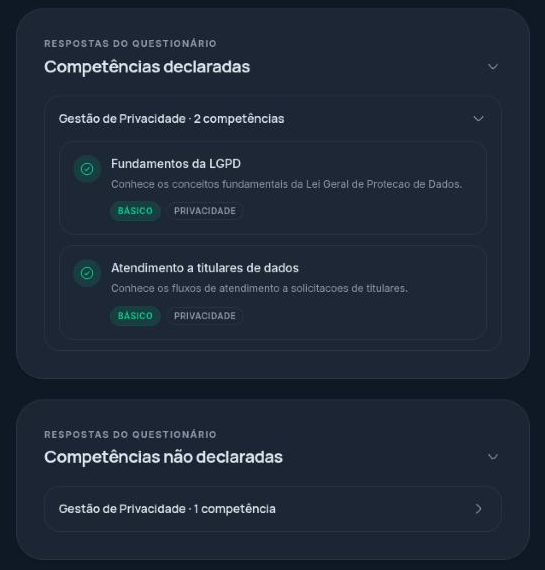 RESPOSTAS DO QUESTIONÁRIO
Competências declaradas
Gestão de Privacidade · 2 competências
Fundamentos da LGPD
Conhece os conceitos fundamentais da Lei Geral de Protecao de Dados.
BÁSICO PRIVACIDADE
Atendimento a titulares de dados
Conhece os fluxos de atendimento a solicitacoes de titulares.
BÁSICO PRIVACIDADE
RESPOSTAS DO QUESTIONÁRIO
Competências não declaradas
Gestão de Privacidade · 1 competência